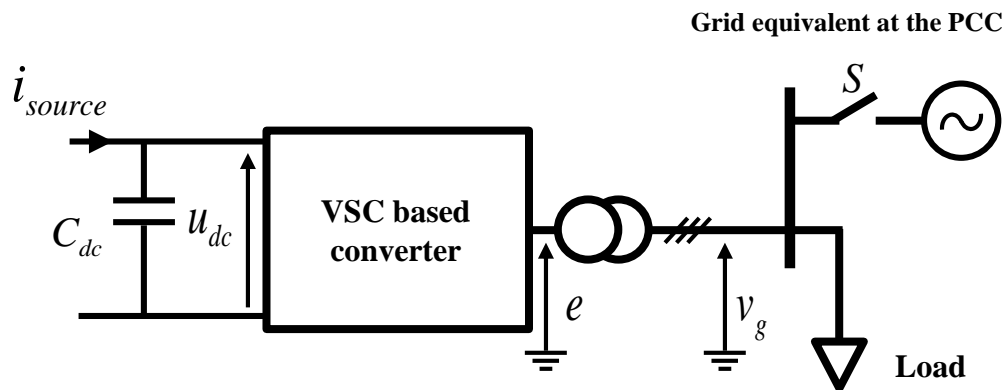 Grid equivalent at the PCC
i_source
S
VSC based
converter
C_dc
u_dc
e
v_g
Load